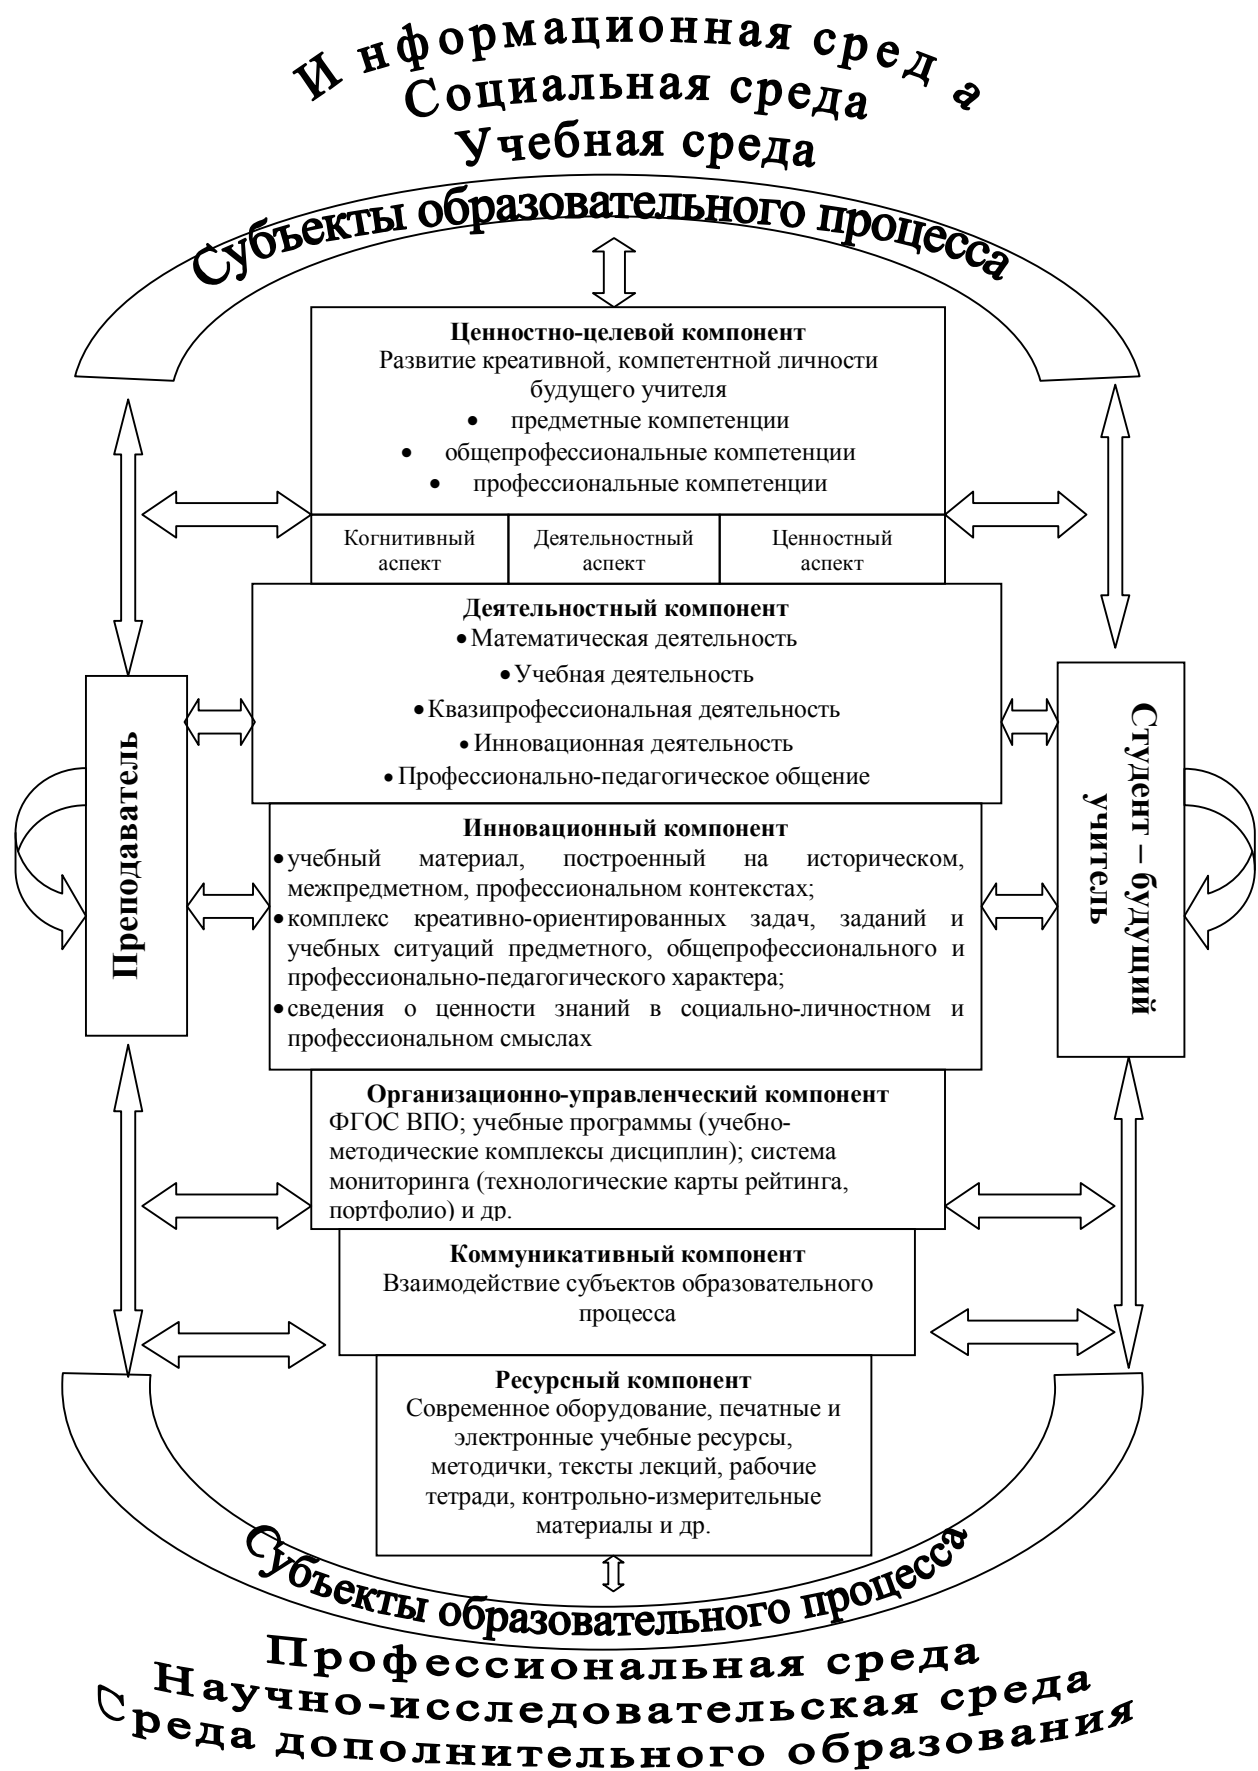 Информационная среда
Социальная среда
Учебная среда
Субъекты образовательного процесса
Ценностно-целевой компонент
Развитие креативной, компетентной личности
будущего учителя
• предметные компетенции
• общепрофессиональные компетенции
• профессиональные компетенции
Когнитивный
аспект
Деятельностный
аспект
Ценностный
аспект
Деятельностный компонент
• Математическая деятельность
• Учебная деятельность
• Квазипрофессиональная деятельность
• Инновационная деятельность
• Профессионально-педагогическое общение
Преподаватель
Студент – будущий
учитель
Инновационный компонент
• учебный материал, построенный на историческом,
межпредметном, профессиональном контекстах;
• комплекс креативно-ориентированных задач, заданий и
учебных ситуаций предметного, общепрофессионального и
профессионально-педагогического характера;
• сведения о ценности знаний в социально-личностном и
профессиональном смыслах
Организационно-управленческий компонент
ФГОС ВПО; учебные программы (учебно-
методические комплексы дисциплин); система
мониторинга (технологические карты рейтинга,
портфолио) и др.
Коммуникативный компонент
Взаимодействие субъектов образовательного
процесса
Ресурсный компонент
Современное оборудование, печатные и
электронные учебные ресурсы,
методички, тексты лекций, рабочие
тетради, контрольно-измерительные
материалы и др.
Субъекты образовательного процесса
Профессиональная среда
Научно-исследовательская среда
Среда дополнительного образования